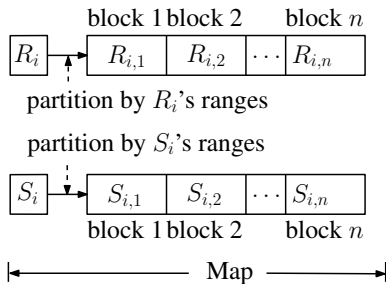 block 1 block 2 block n
R_i R_{i,1} R_{i,2} ... R_{i,n}
partition by R_i's ranges
partition by S_i's ranges
S_i S_{i,1} S_{i,2} ... S_{i,n}
block 1 block 2 block n
Map